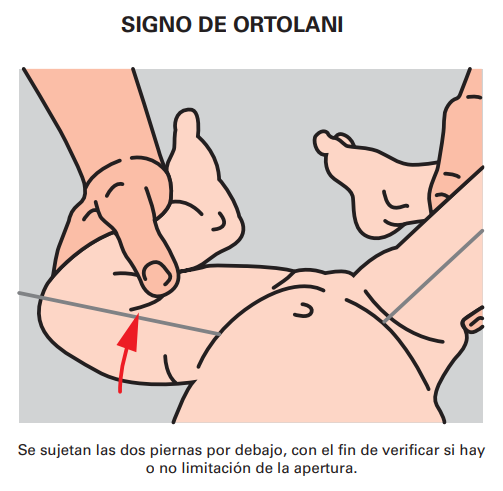 SIGNO DE ORTOLANI
Se sujetan las dos piernas por debajo, con el fin de verificar si hay
o no limitación de la apertura.